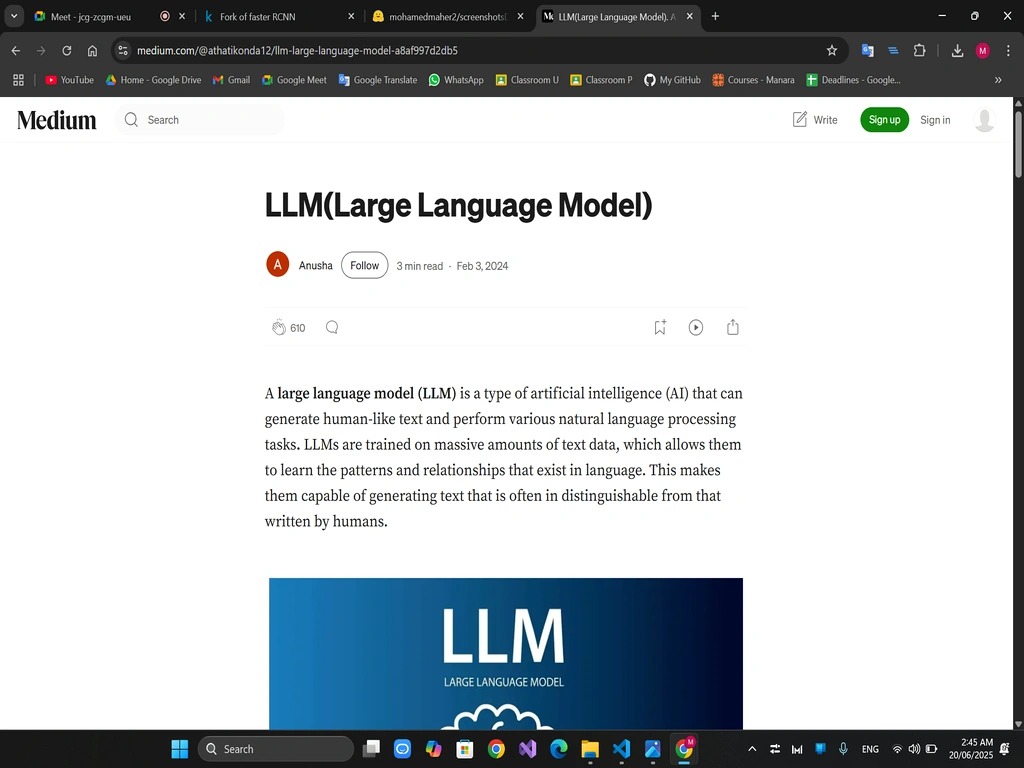 Meet - jcg-zcgm-ueu
Fork of faster RCNN
mohamedmaher2/screenshots
LLM(Large Language Model). A
medium.com/@athatikonda12/llm-large-language-model-a8af997d2db5
M
YouTube
Home - Google Drive
Gmail
Google Meet
Google Translate
WhatsApp
Classroom U
Classroom P
My GitHub
Courses - Manara
Deadlines - Google...
Medium
Search
Write
Sign up
Sign in
LLM(Large Language Model)
A
Anusha
Follow
3 min read · Feb 3, 2024
610
A large language model (LLM) is a type of artificial intelligence (AI) that can
generate human-like text and perform various natural language processing
tasks. LLMs are trained on massive amounts of text data, which allows them
to learn the patterns and relationships that exist in language. This makes
them capable of generating text that is often in distinguishable from that
written by humans.
LLM
LARGE LANGUAGE MODEL
Search
M
ENG
2:45 AM
20/06/2025